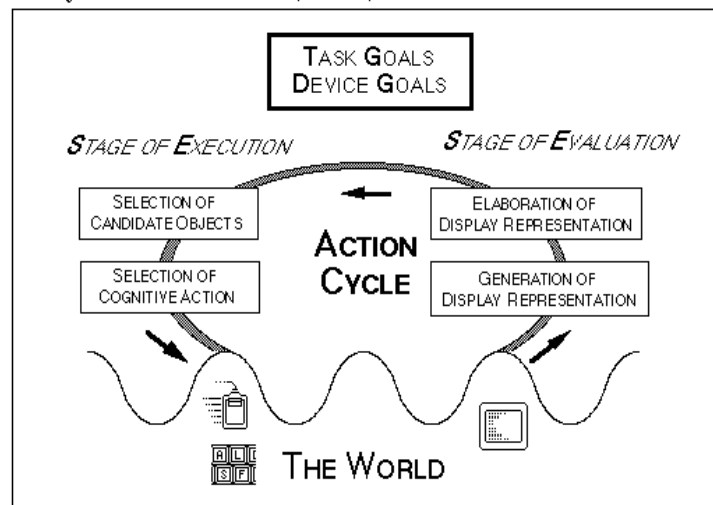 TASK GOALS
DEVICE GOALS
STAGE OF EXECUTION
STAGE OF EVALUATION
SELECTION OF
CANDIDATE OBJECTS
ELABORATION OF
DISPLAY REPRESENTATION
ACTION
CYCLE
SELECTION OF
COGNITIVE ACTION
GENERATION OF
DISPLAY REPRESENTATION
A L
S F
THE WORLD